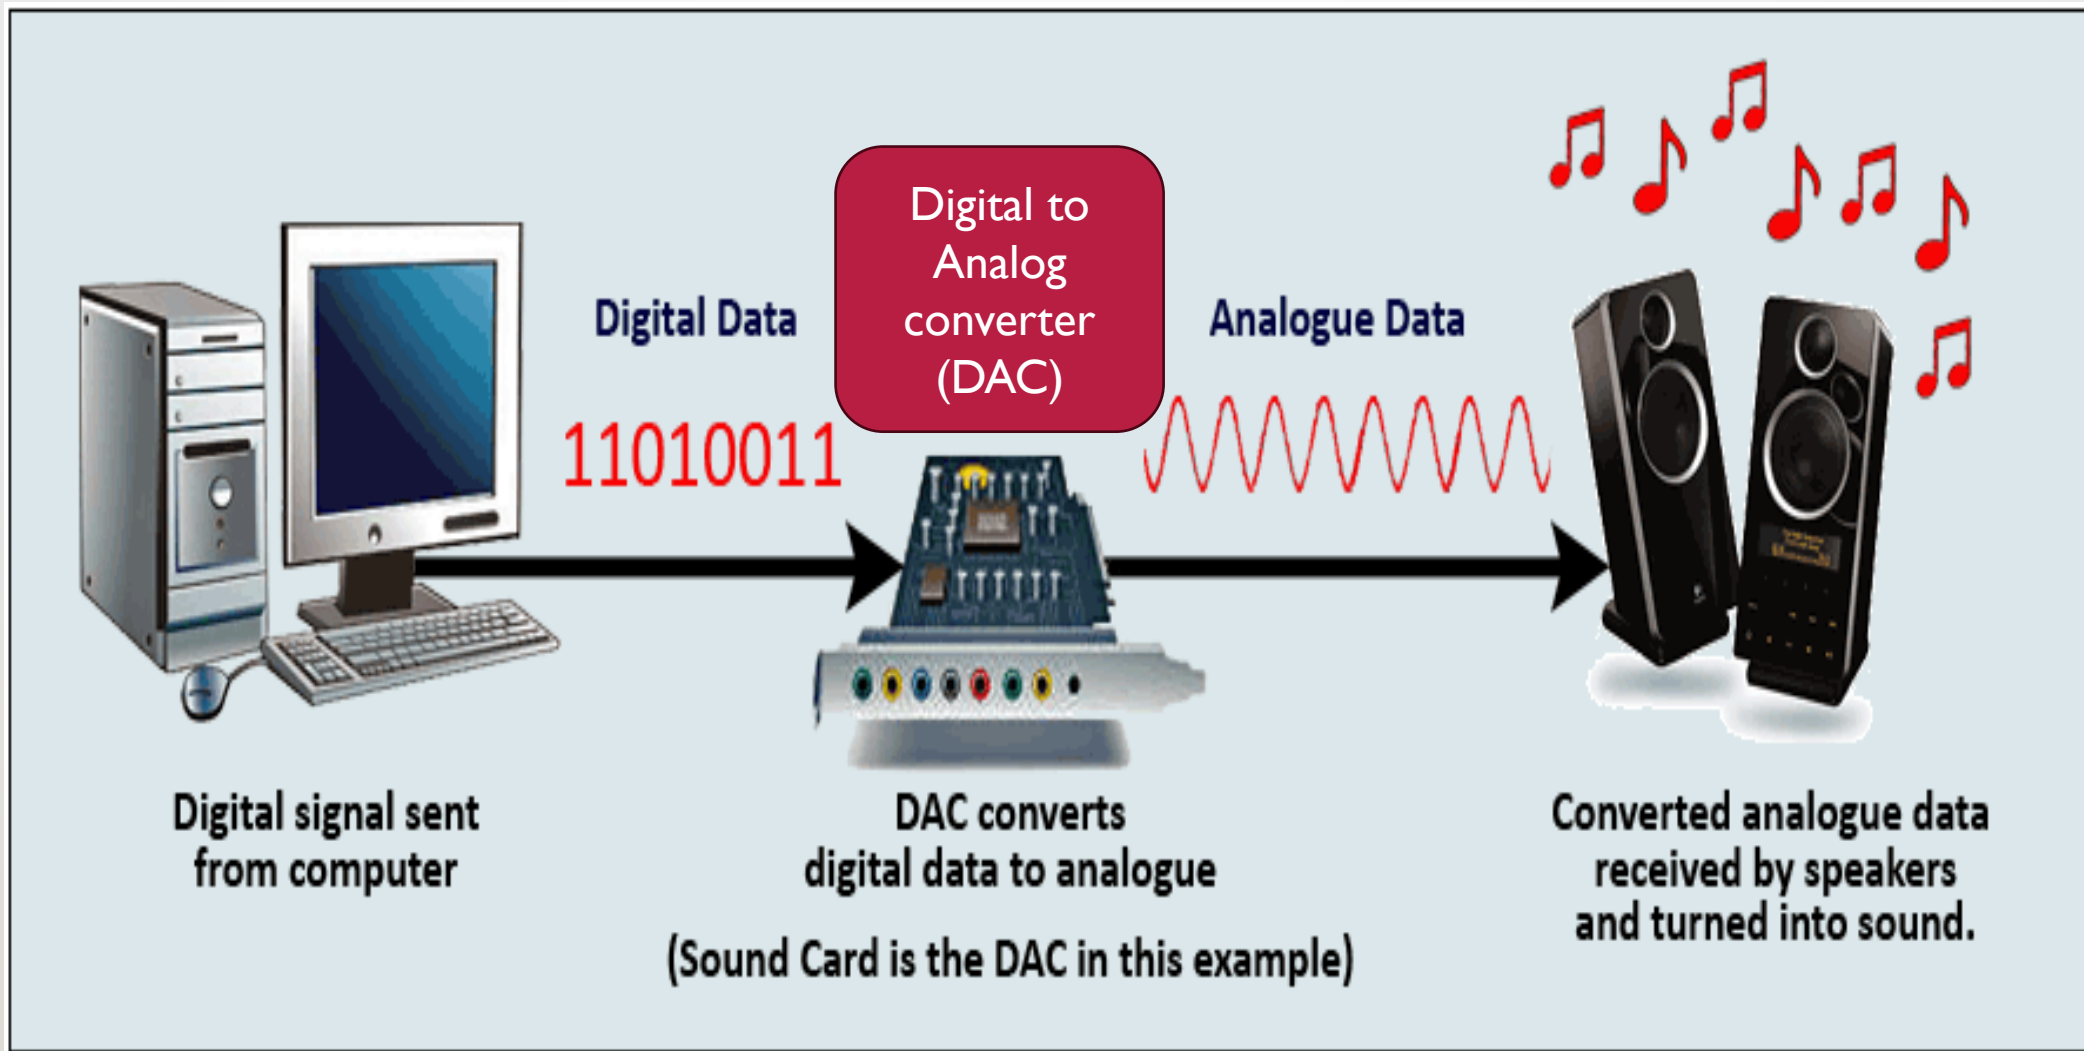 Digital to
Analog
converter
(DAC)
Digital Data
Analogue Data
11010011
Digital signal sent
from computer
DAC converts
digital data to analogue
(Sound Card is the DAC in this example)
Converted analogue data
received by speakers
and turned into sound.